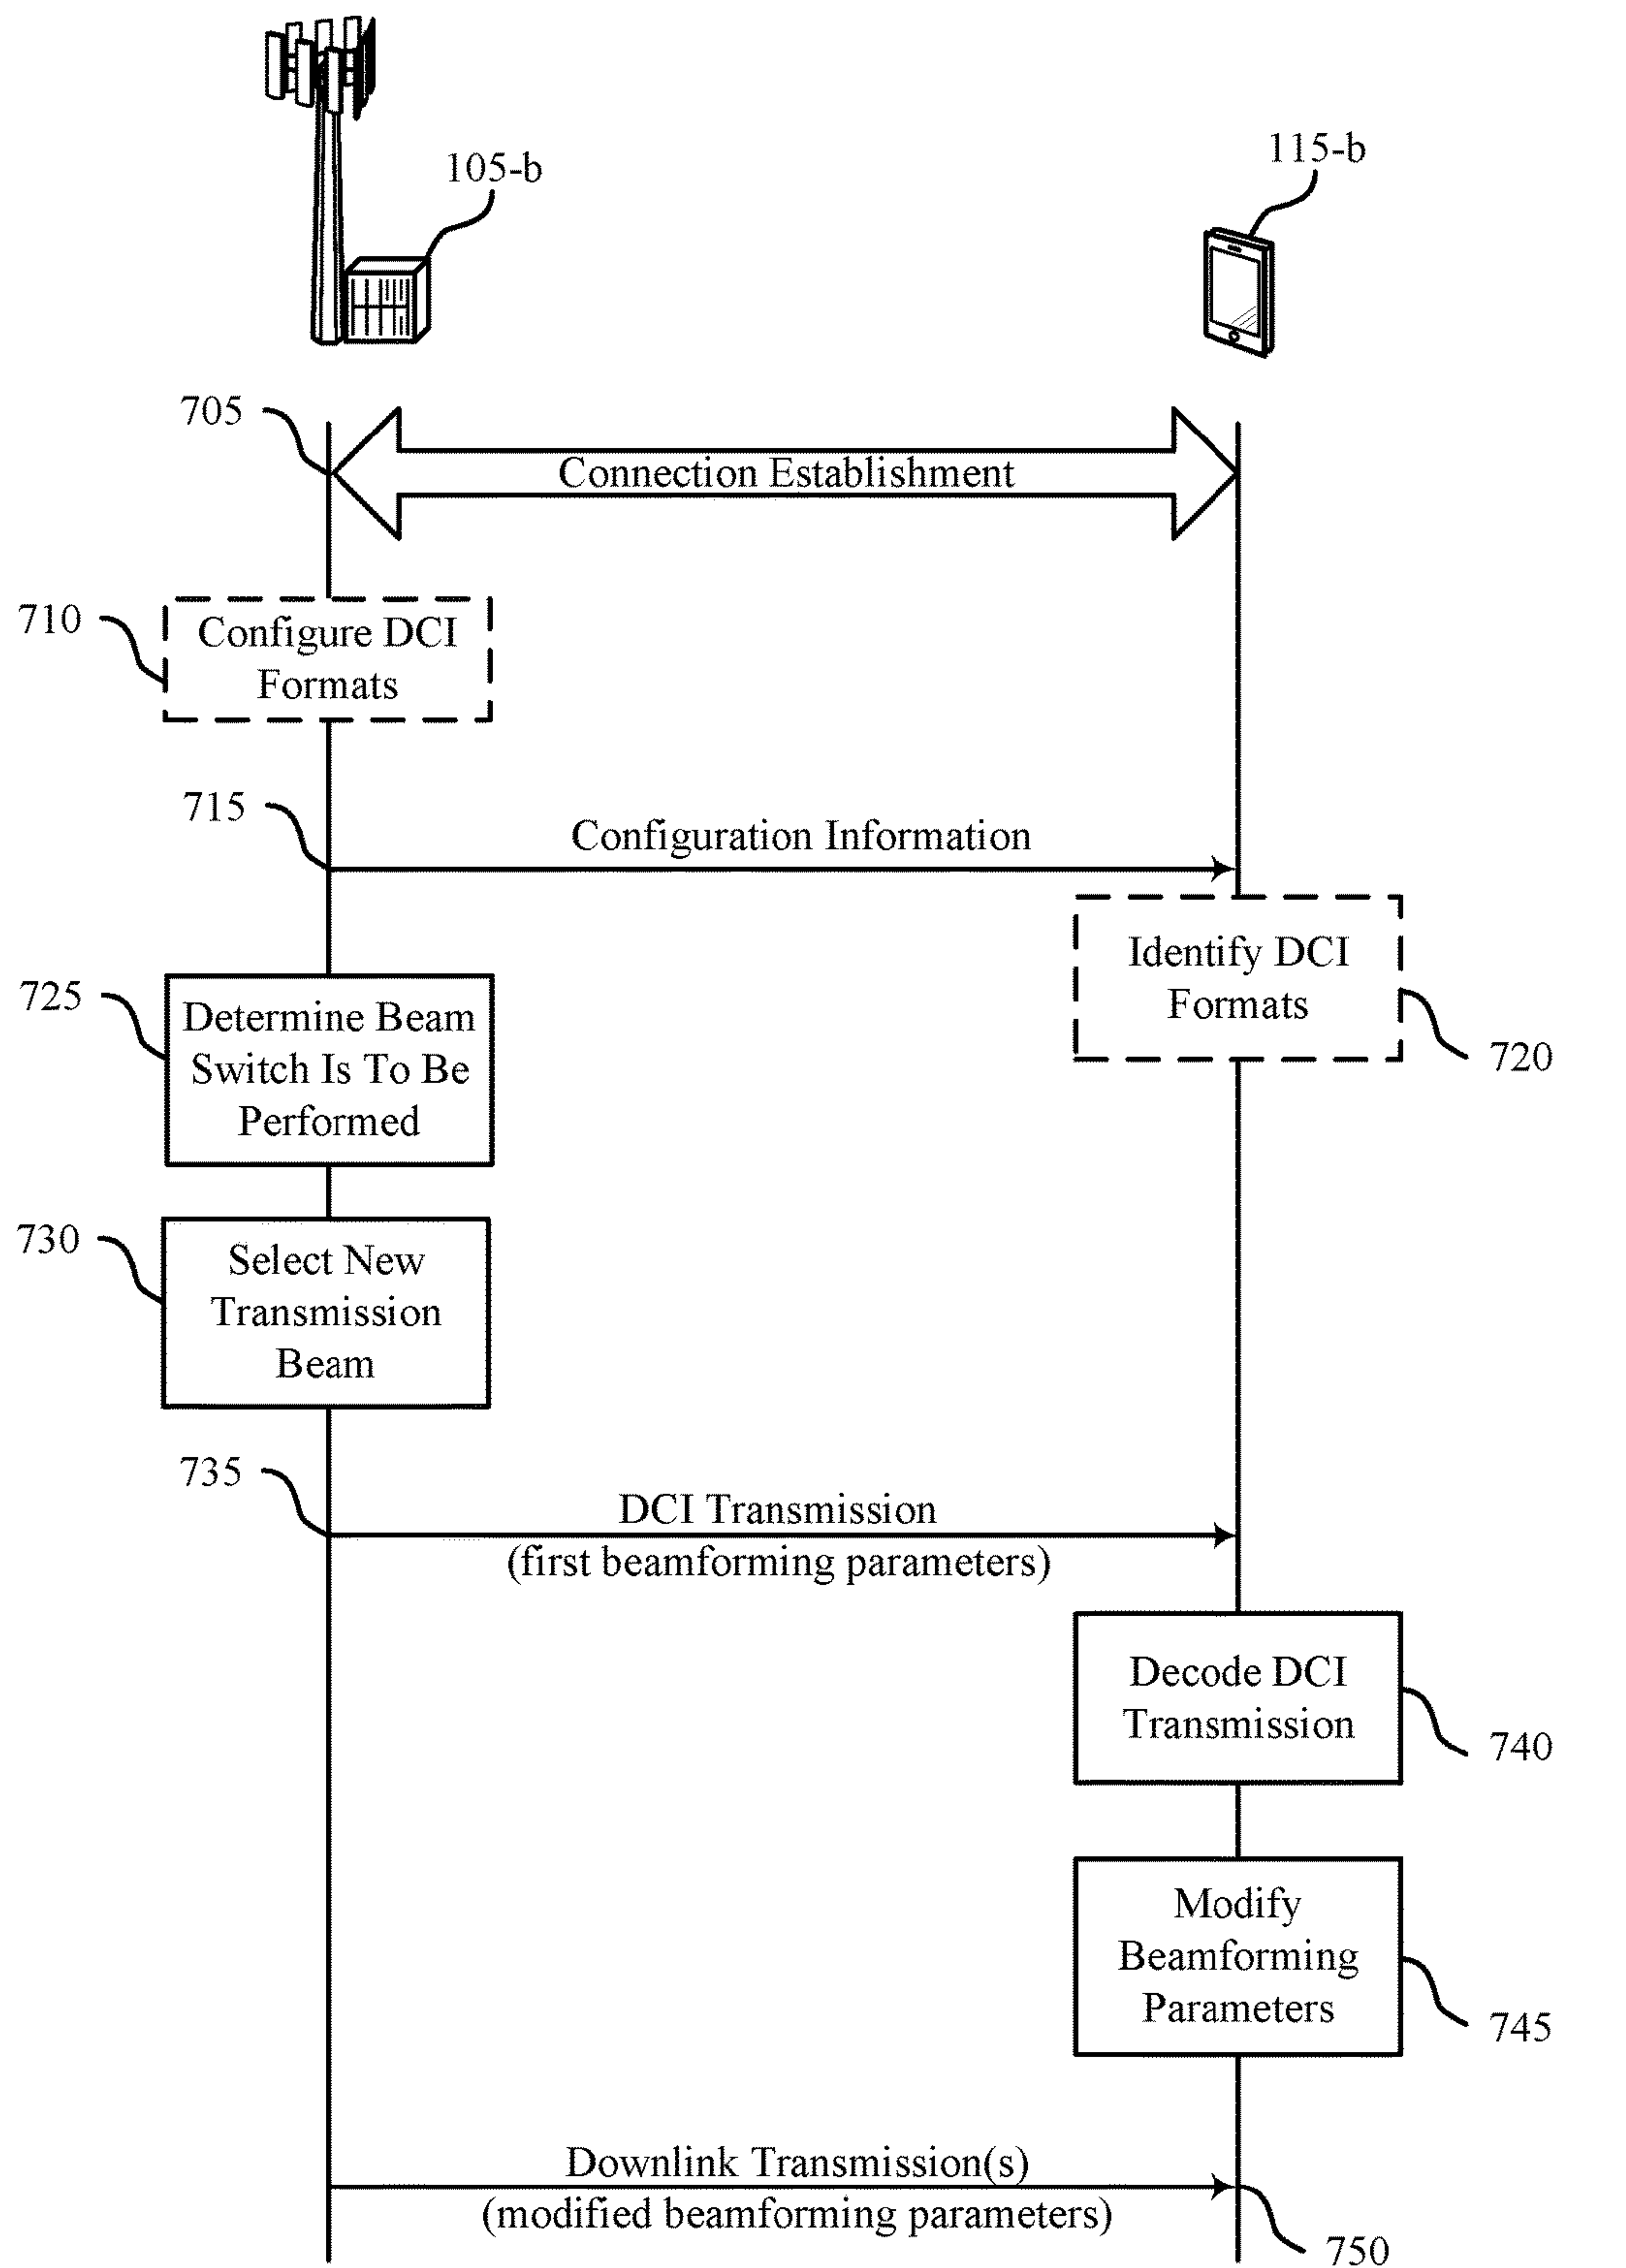 105-b
115-b
705
Connection Establishment
710
Configure DCI
Formats
715
Configuration Information
Identify DCI
Formats
720
725
Determine Beam
Switch Is To Be
Performed
730
Select New
Transmission
Beam
735
DCI Transmission
(first beamforming parameters)
Decode DCI
Transmission
740
Modify
Beamforming
Parameters
745
Downlink Transmission(s)
(modified beamforming parameters)
750